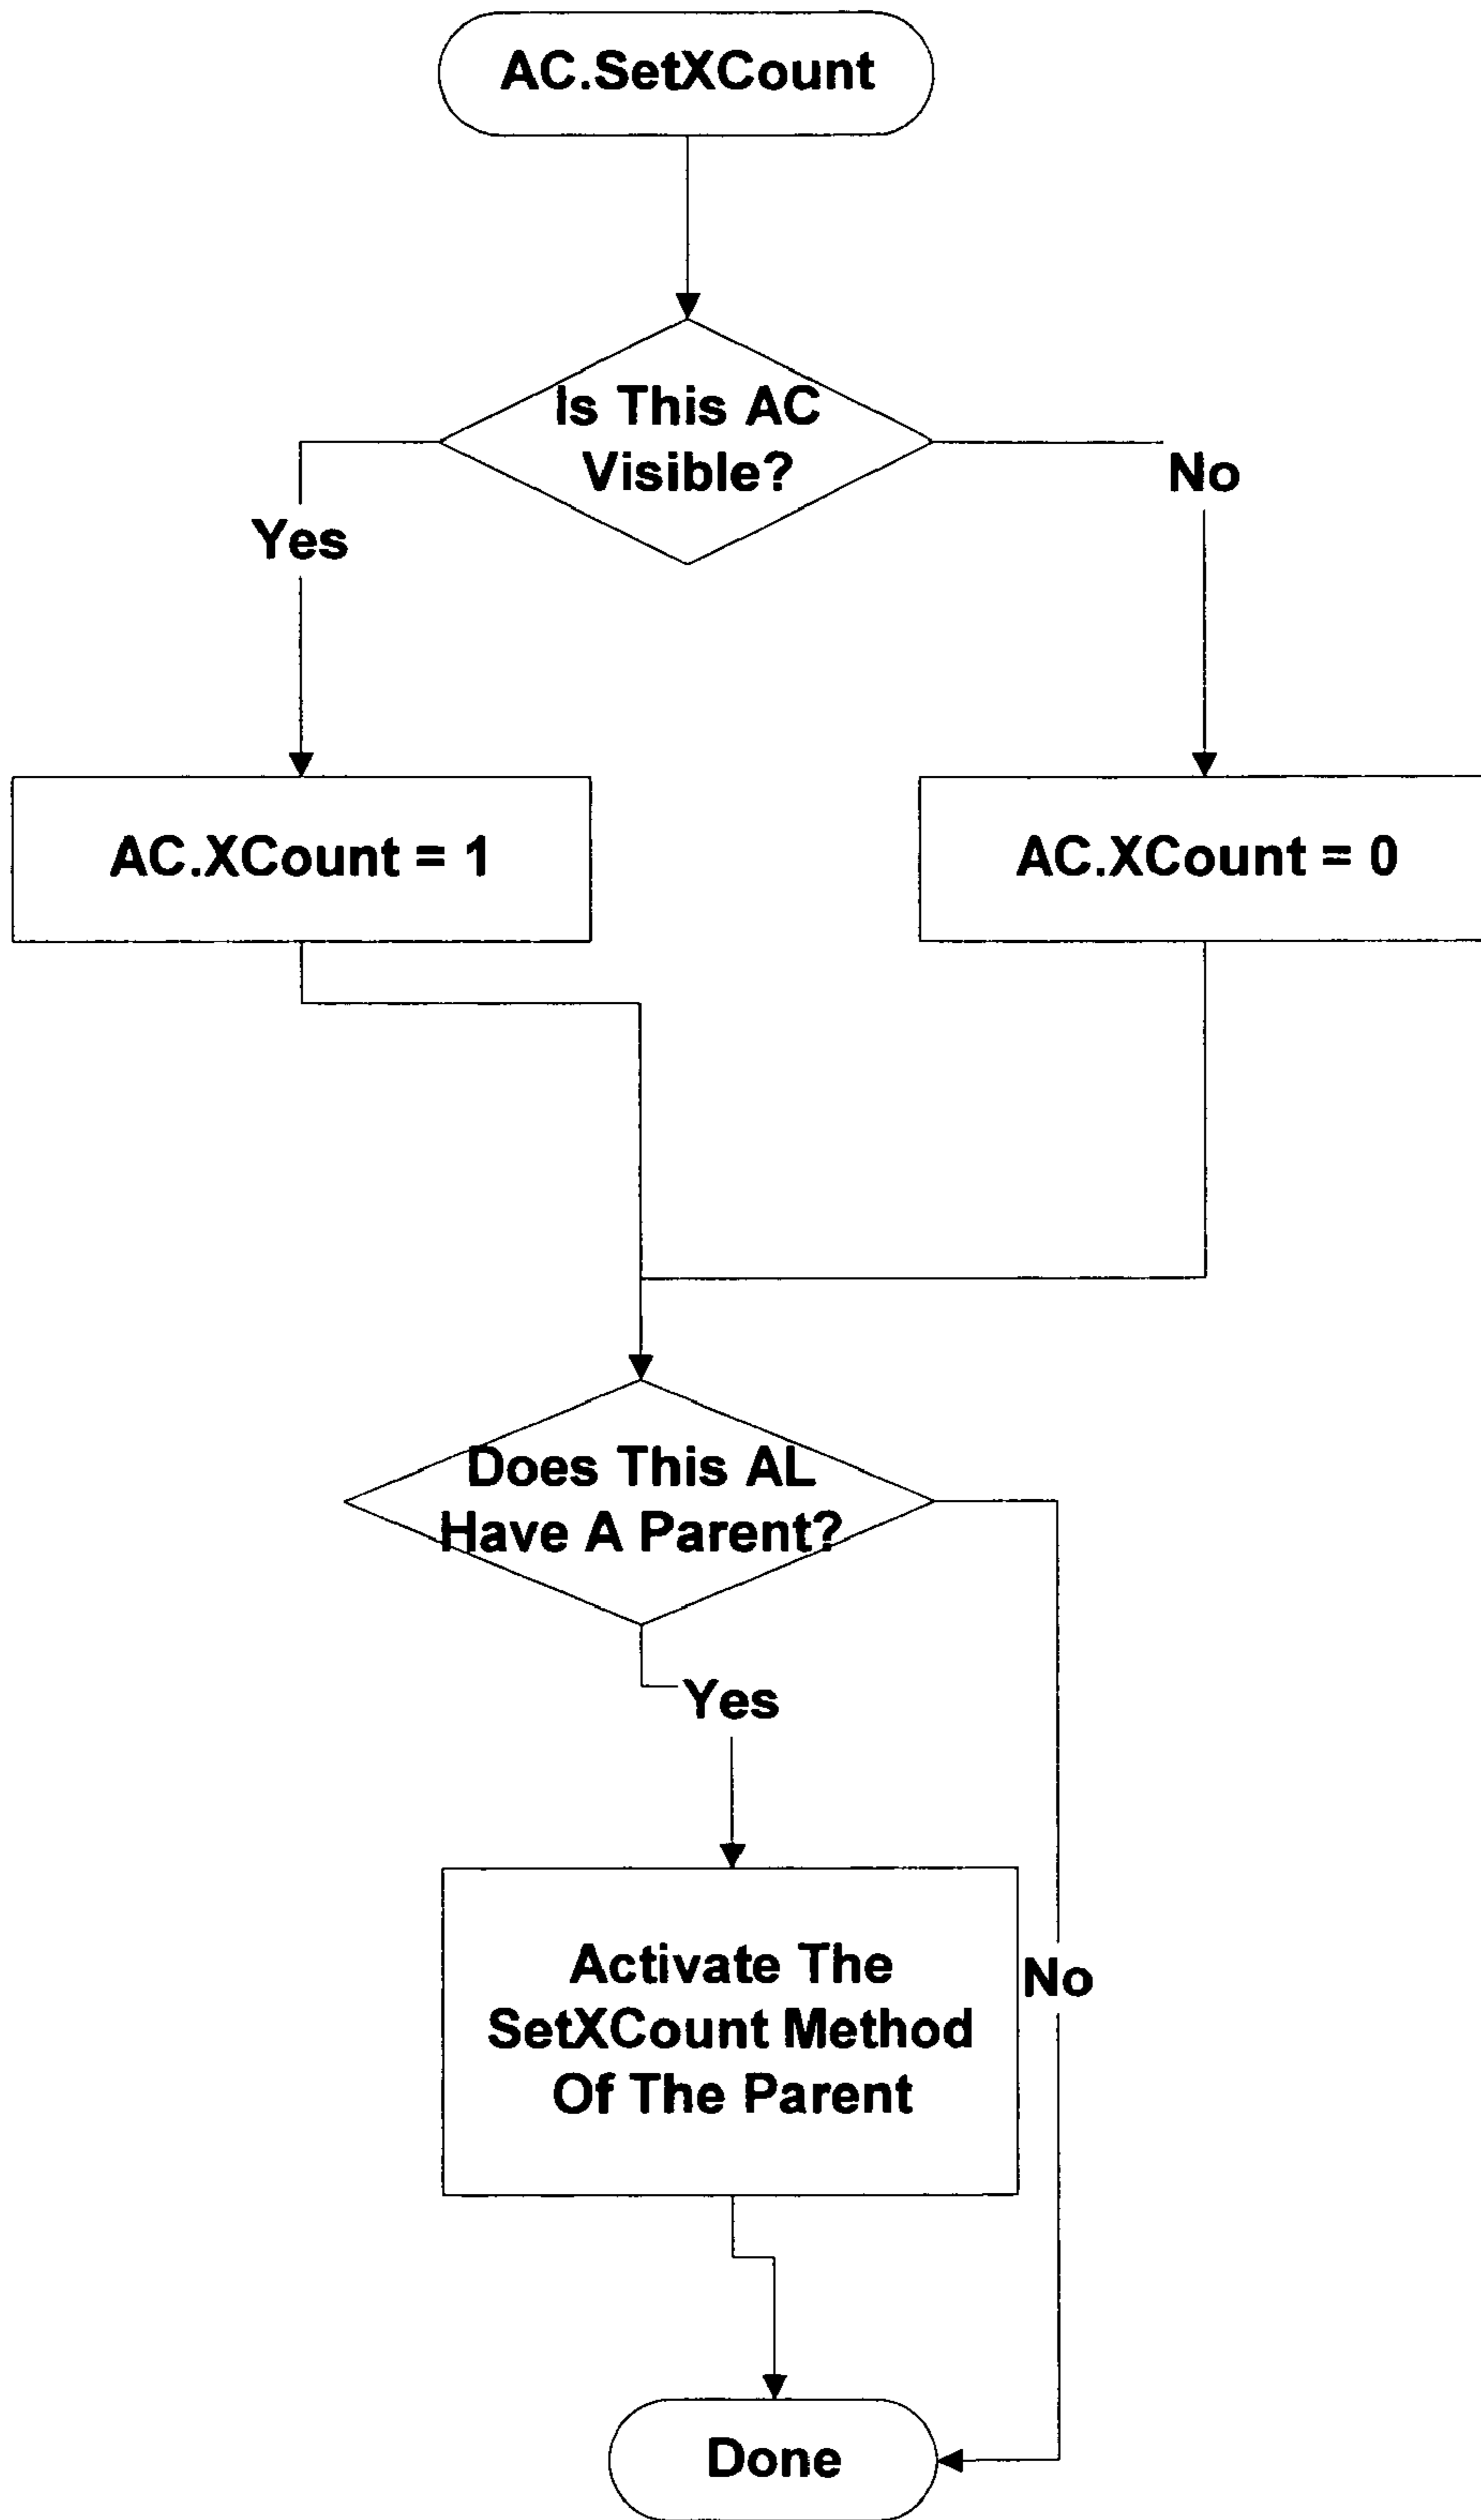 AC.SetXCount
Is This AC
Visible?
Yes
No
AC.XCount = 1
AC.XCount = 0
Does This AL
Have A Parent?
Yes
Activate The
SetXCount Method
Of The Parent
No
Done